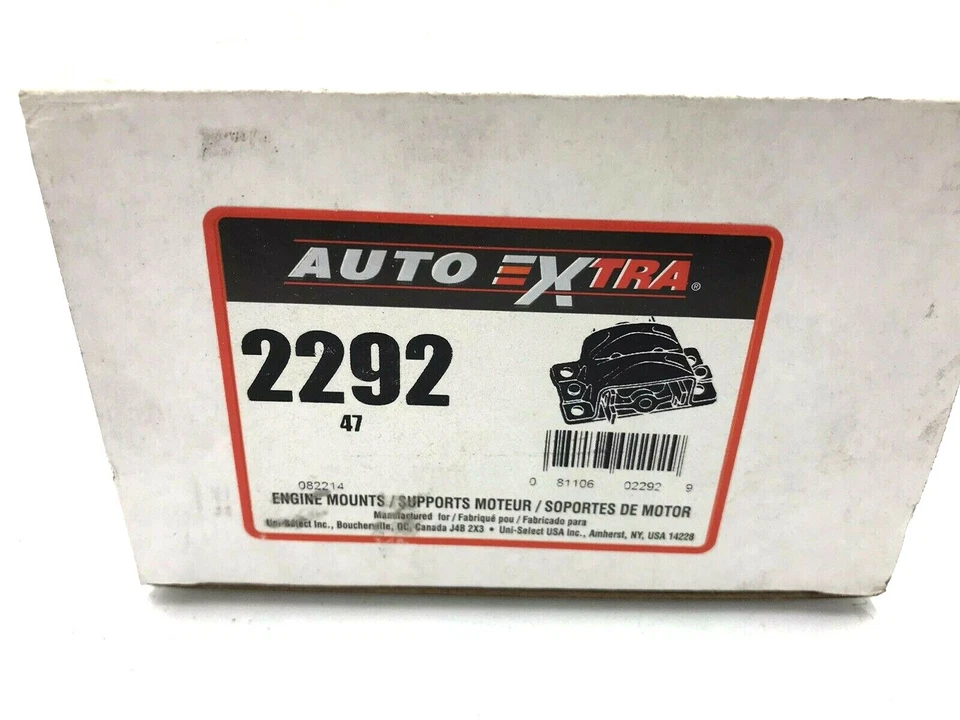 AUTO EXTRA®
2292
47
082214
0 81106 02292 9
ENGINE MOUNTS / SUPPORTS MOTEUR / SOPORTES DE MOTOR
Manufactured for / Fabriqué pou / Fabricado para
Uni-Select Inc., Boucherville, QC, Canada J4B 2X3 • Uni-Select USA Inc., Amherst, NY, USA 14228